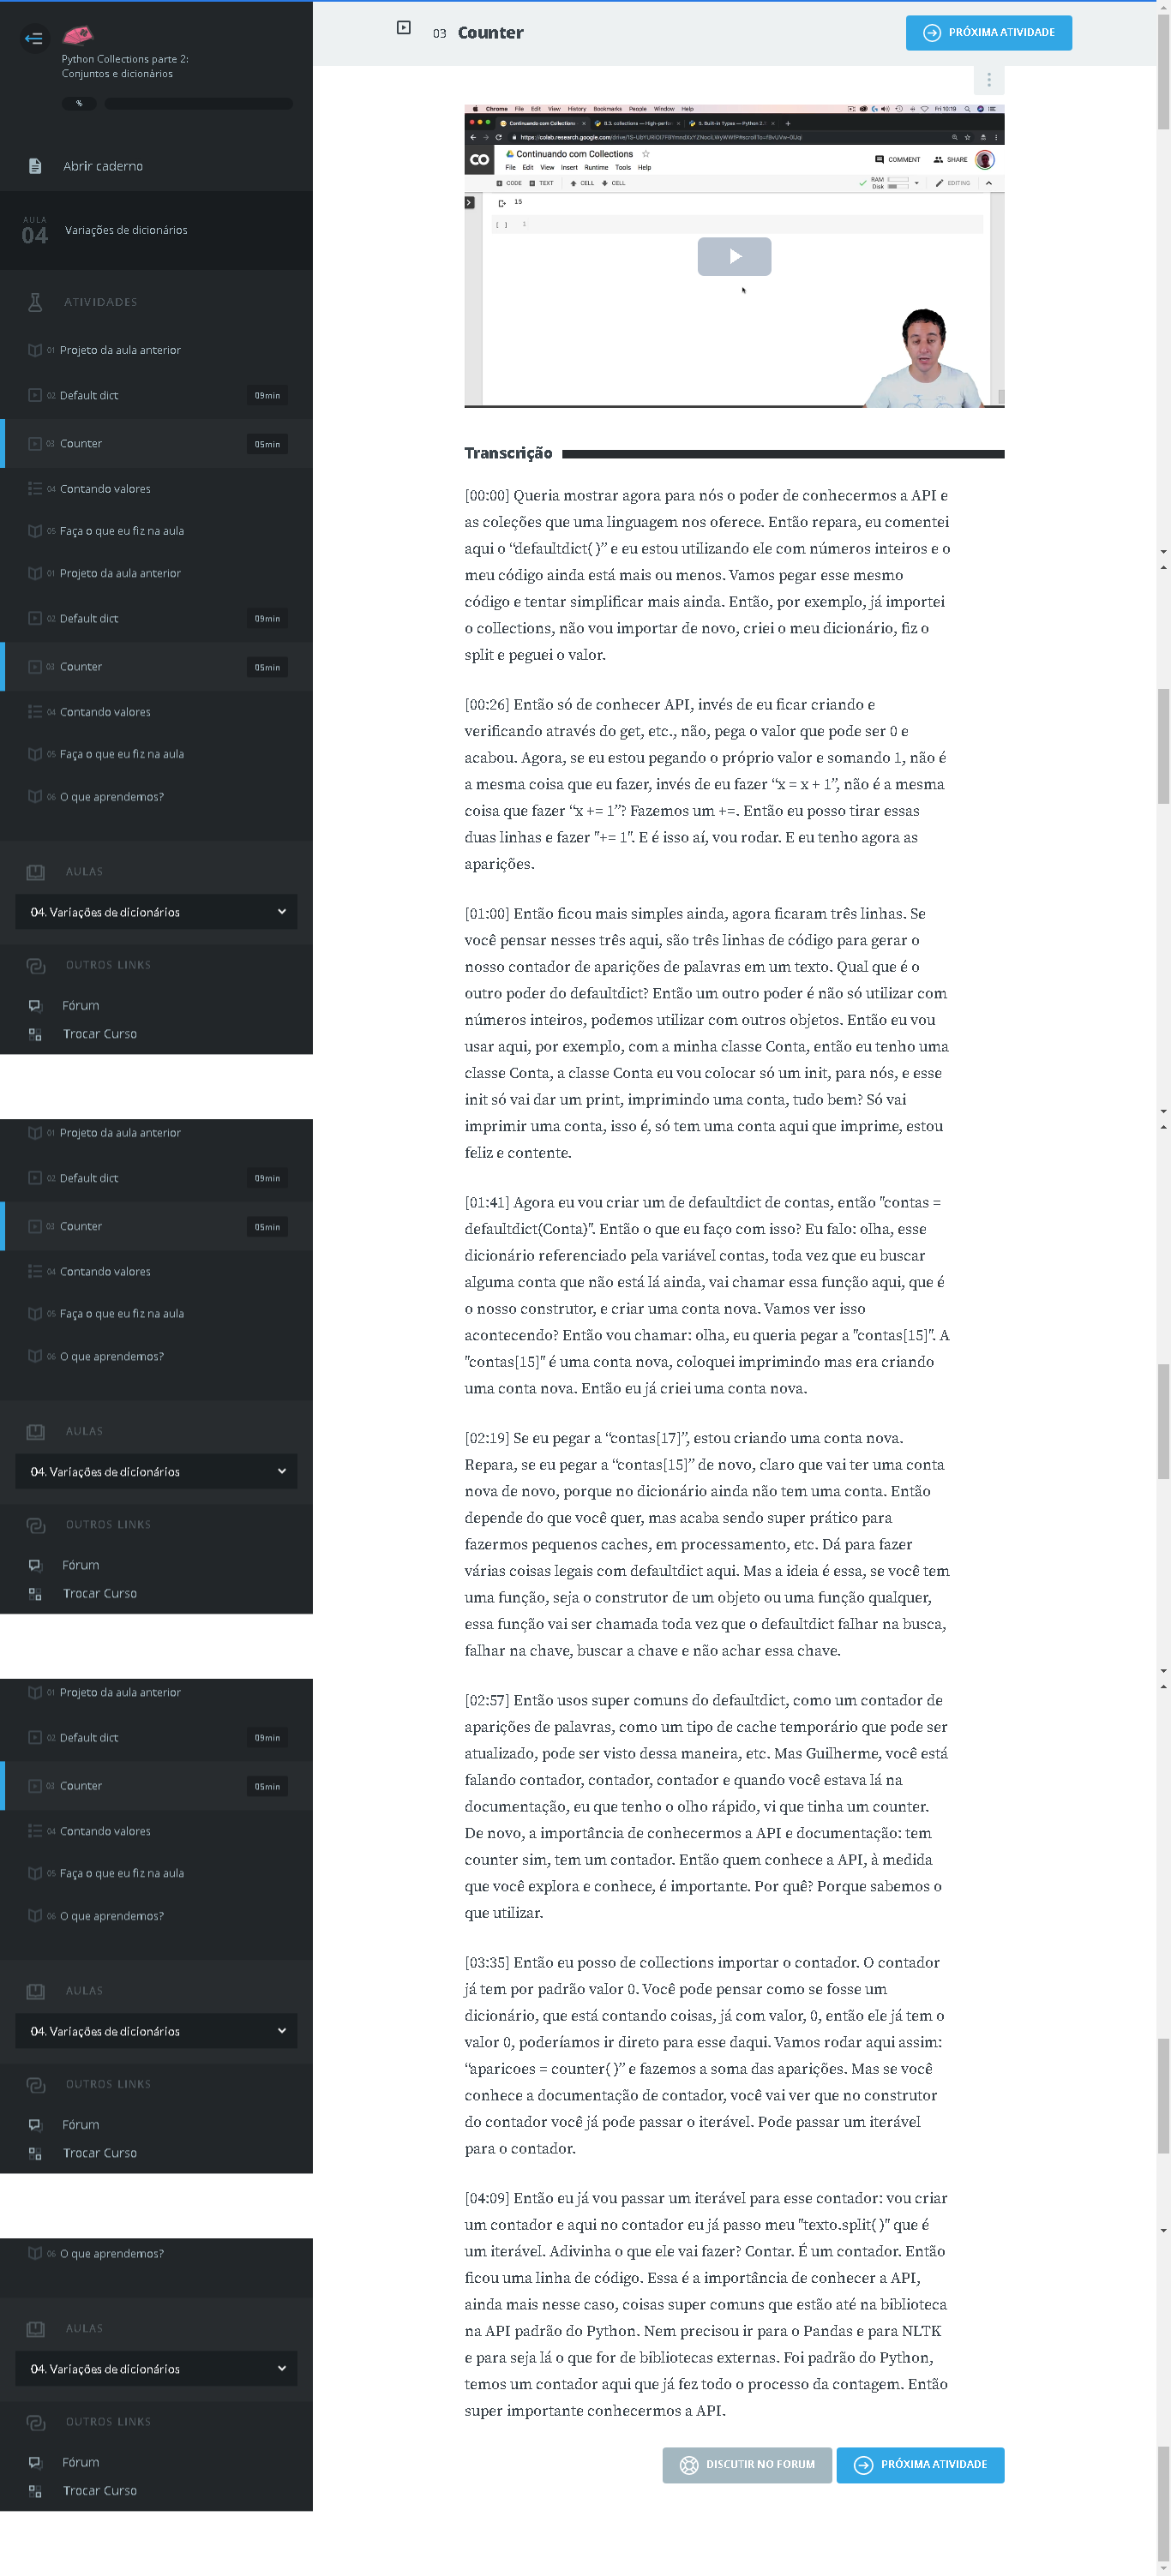 Python Collections parte 2:
Conjuntos e dicionários
%
Abrir caderno
AULA
04
Variações de dicionários
ATIVIDADES
01 Projeto da aula anterior
02 Default dict 09min
03 Counter 05min
04 Contando valores
05 Faça o que eu fiz na aula
01 Projeto da aula anterior
02 Default dict 09min
03 Counter 05min
04 Contando valores
05 Faça o que eu fiz na aula
06 O que aprendemos?
AULAS
04. Variações de dicionários
OUTROS LINKS
Fórum
Trocar Curso
01 Projeto da aula anterior
02 Default dict 09min
03 Counter 05min
04 Contando valores
05 Faça o que eu fiz na aula
06 O que aprendemos?
AULAS
04. Variações de dicionários
OUTROS LINKS
Fórum
Trocar Curso
01 Projeto da aula anterior
02 Default dict 09min
03 Counter 05min
04 Contando valores
05 Faça o que eu fiz na aula
06 O que aprendemos?
AULAS
04. Variações de dicionários
OUTROS LINKS
Fórum
Trocar Curso
06 O que aprendemos?
AULAS
04. Variações de dicionários
OUTROS LINKS
Fórum
Trocar Curso
03 Counter
PRÓXIMA ATIVIDADE
Chrome File Edit View History Bookmarks People Window Help Fri 10:19
Continuando com Collections
CO Continuando com Collections
COMMENT SHARE
File Edit View Insert Runtime Tools Help
CODE TEXT CELL CELL RAM Disk EDITING
15
[ ] 1
Transcrição
[00:00] Queria mostrar agora para nós o poder de conhecermos a API e
as coleções que uma linguagem nos oferece. Então repara, eu comentei
aqui o “defaultdict( )” e eu estou utilizando ele com números inteiros e o
meu código ainda está mais ou menos. Vamos pegar esse mesmo
código e tentar simplificar mais ainda. Então, por exemplo, já importei
o collections, não vou importar de novo, criei o meu dicionário, fiz o
split e peguei o valor.
[00:26] Então só de conhecer API, invés de eu ficar criando e
verificando através do get, etc., não, pega o valor que pode ser 0 e
acabou. Agora, se eu estou pegando o próprio valor e somando 1, não é
a mesma coisa que eu fazer, invés de eu fazer “x = x + 1”, não é a mesma
coisa que fazer “x += 1”? Fazemos um +=. Então eu posso tirar essas
duas linhas e fazer "+= 1". E é isso aí, vou rodar. E eu tenho agora as
aparições.
[01:00] Então ficou mais simples ainda, agora ficaram três linhas. Se
você pensar nesses três aqui, são três linhas de código para gerar o
nosso contador de aparições de palavras em um texto. Qual que é o
outro poder do defaultdict? Então um outro poder é não só utilizar com
números inteiros, podemos utilizar com outros objetos. Então eu vou
usar aqui, por exemplo, com a minha classe Conta, então eu tenho uma
classe Conta, a classe Conta eu vou colocar só um init, para nós, e esse
init só vai dar um print, imprimindo uma conta, tudo bem? Só vai
imprimir uma conta, isso é, só tem uma conta aqui que imprime, estou
feliz e contente.
[01:41] Agora eu vou criar um de defaultdict de contas, então "contas =
defaultdict(Conta)". Então o que eu faço com isso? Eu falo: olha, esse
dicionário referenciado pela variável contas, toda vez que eu buscar
alguma conta que não está lá ainda, vai chamar essa função aqui, que é
o nosso construtor, e criar uma conta nova. Vamos ver isso
acontecendo? Então vou chamar: olha, eu queria pegar a "contas[15]". A
"contas[15]" é uma conta nova, coloquei imprimindo mas era criando
uma conta nova. Então eu já criei uma conta nova.
[02:19] Se eu pegar a “contas[17]”, estou criando uma conta nova.
Repara, se eu pegar a “contas[15]” de novo, claro que vai ter uma conta
nova de novo, porque no dicionário ainda não tem uma conta. Então
depende do que você quer, mas acaba sendo super prático para
fazermos pequenos caches, em processamento, etc. Dá para fazer
várias coisas legais com defaultdict aqui. Mas a ideia é essa, se você tem
uma função, seja o construtor de um objeto ou uma função qualquer,
essa função vai ser chamada toda vez que o defaultdict falhar na busca,
falhar na chave, buscar a chave e não achar essa chave.
[02:57] Então usos super comuns do defaultdict, como um contador de
aparições de palavras, como um tipo de cache temporário que pode ser
atualizado, pode ser visto dessa maneira, etc. Mas Guilherme, você está
falando contador, contador, contador e quando você estava lá na
documentação, eu que tenho o olho rápido, vi que tinha um counter.
De novo, a importância de conhecermos a API e documentação: tem
counter sim, tem um contador. Então quem conhece a API, à medida
que você explora e conhece, é importante. Por quê? Porque sabemos o
que utilizar.
[03:35] Então eu posso de collections importar o contador. O contador
já tem por padrão valor 0. Você pode pensar como se fosse um
dicionário, que está contando coisas, já com valor, 0, então ele já tem o
valor 0, poderíamos ir direto para esse daqui. Vamos rodar aqui assim:
“aparicoes = counter( )” e fazemos a soma das aparições. Mas se você
conhece a documentação de contador, você vai ver que no construtor
do contador você já pode passar o iterável. Pode passar um iterável
para o contador.
[04:09] Então eu já vou passar um iterável para esse contador: vou criar
um contador e aqui no contador eu já passo meu "texto.split( )" que é
um iterável. Adivinha o que ele vai fazer? Contar. É um contador. Então
ficou uma linha de código. Essa é a importância de conhecer a API,
ainda mais nesse caso, coisas super comuns que estão até na biblioteca
na API padrão do Python. Nem precisou ir para o Pandas e para NLTK
e para seja lá o que for de bibliotecas externas. Foi padrão do Python,
temos um contador aqui que já fez todo o processo da contagem. Então
super importante conhecermos a API.
DISCUTIR NO FORUM
PRÓXIMA ATIVIDADE